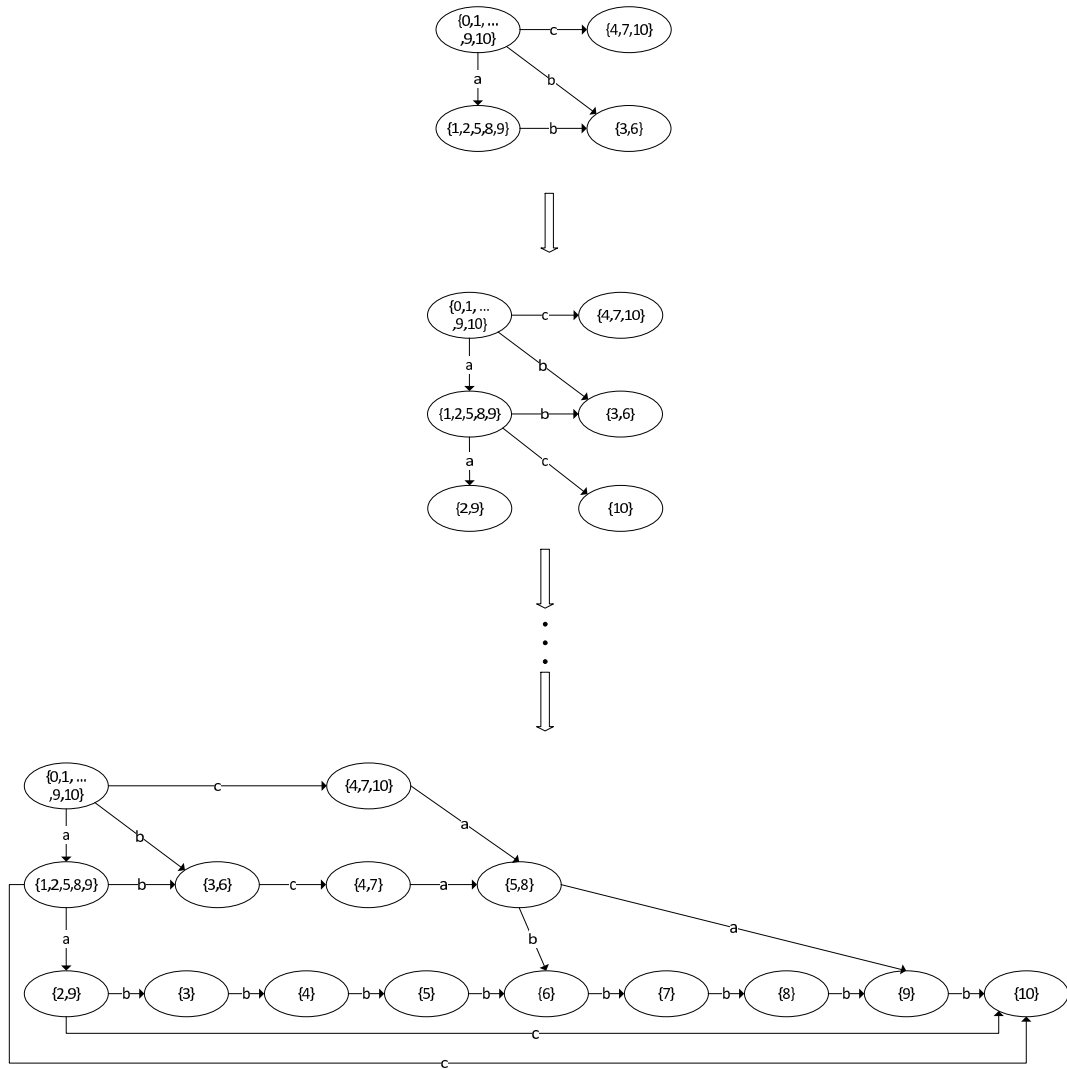 {0,1, ...
,9,10}
c
{4,7,10}
a
b
{1,2,5,8,9}
b
{3,6}
{0,1, ...
,9,10}
c
{4,7,10}
a
b
{1,2,5,8,9}
b
{3,6}
a
c
{2,9}
{10}
{0,1, ...
,9,10}
c
{4,7,10}
a
b
a
{1,2,5,8,9}
b
{3,6}
c
{4,7}
a
{5,8}
a
a
b
{2,9}
b
{3}
b
{4}
b
{5}
b
{6}
b
{7}
b
{8}
b
{9}
b
{10}
c
c